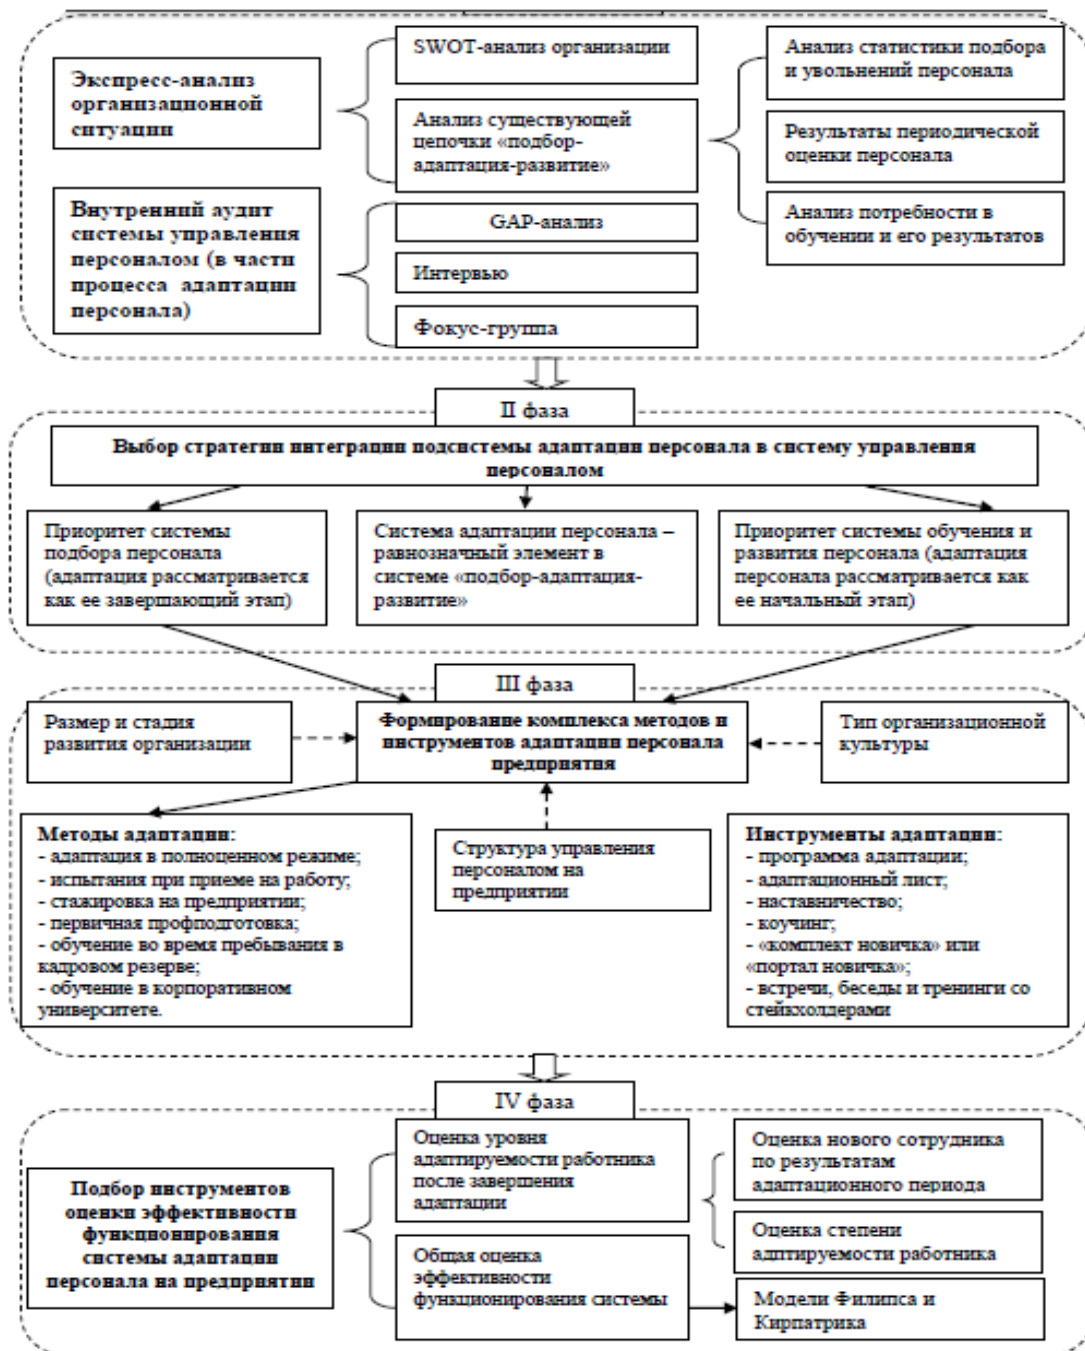 Экспресс-анализ
организационной
ситуации
SWOT-анализ организации
Анализ существующей
цепочки «подбор-
адаптация-развитие»
Анализ статистики подбора
и увольнений персонала
Результаты периодической
оценки персонала
Анализ потребности в
обучении и его результатов
Внутренний аудит
системы управления
персоналом (в части
процесса адаптации
персонала)
GAP-анализ
Интервью
Фокус-группа
II фаза
Выбор стратегии интеграции подсистемы адаптации персонала в систему управления
персоналом
Приоритет системы
подбора персонала
(адаптация рассматривается
как ее завершающий этап)
Система адаптации персонала –
равнозначный элемент в
системе «подбор-адаптация-
развитие»
Приоритет системы обучения и
развития персонала (адаптация
персонала рассматривается как
ее начальный этап)
III фаза
Размер и стадия
развития организации
Формирование комплекса методов и
инструментов адаптации персонала
предприятия
Тип организационной
культуры
Методы адаптации:
- адаптация в полноценном режиме;
- испытания при приеме на работу;
- стажировка на предприятии;
- первичная профподготовка;
- обучение во время пребывания в
кадровом резерве;
- обучение в корпоративном
университете.
Структура управления
персоналом на
предприятии
Инструменты адаптации:
- программа адаптации;
- адаптационный лист;
- наставничество;
- коучинг;
- «комплект новичка» или
«портал новичка»;
- встречи, беседы и тренинги со
стейкхолдерами
IV фаза
Подбор инструментов
оценки эффективности
функционирования
системы адаптации
персонала на предприятии
Оценка уровня
адаптируемости работника
после завершения
адаптации
Общая оценка
эффективности
функционирования системы
Оценка нового сотрудника
по результатам
адаптационного периода
Оценка степени
адптируемости работника
Модели Филипса и
Кирпатрика